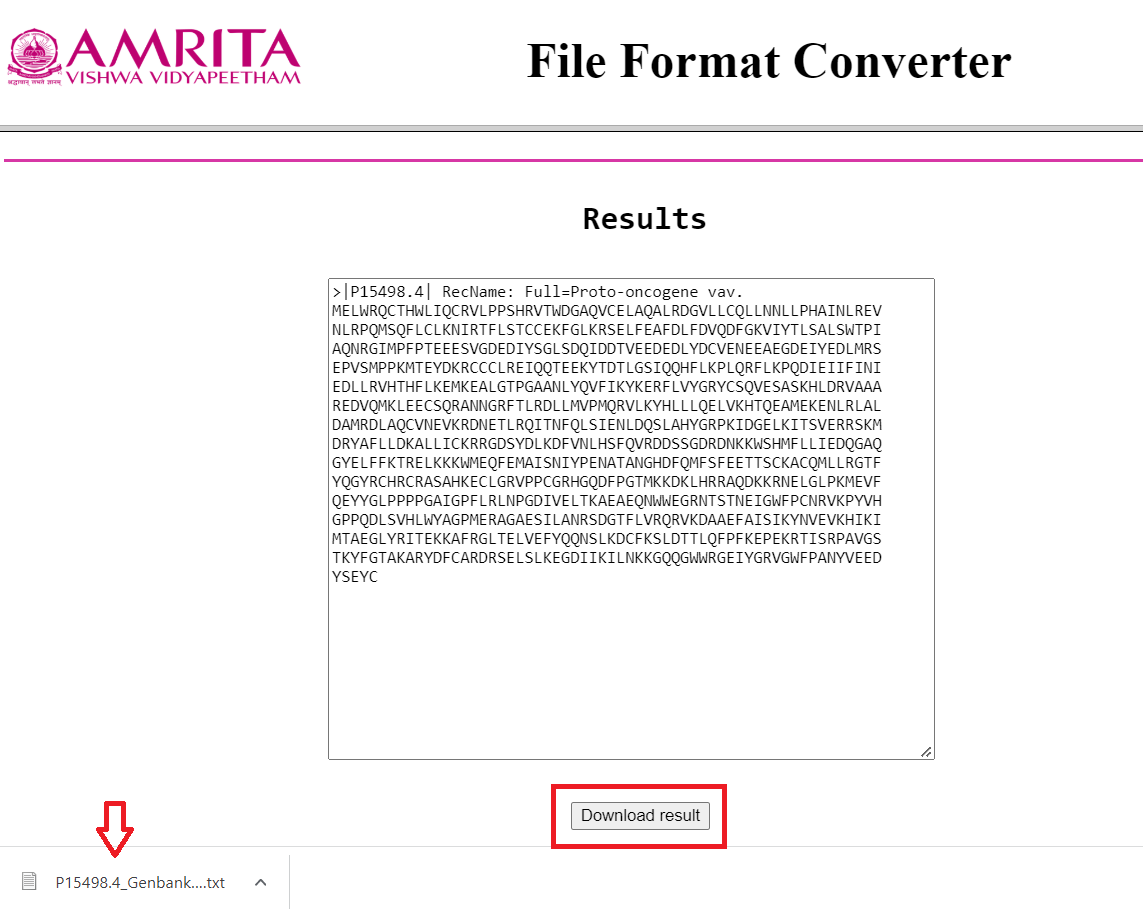 AMRITA
VISHWA VIDYAPEETHAM
File Format Converter
Results
>|P15498.4| RecName: Full=Proto-oncogene vav.
MELWRQCTHWLIQCRVLPPSHRVTWDGAQVCELAQALRDGVLLCQLLNNLLPHAINLREV
NLRPQMSQFLCLKNIRTFLSTCCEKFGLKRSELFEAFDLFDVQDFGKVIYTLSALSWTPI
AQNRGIMPFPTEEESVGDEDIYSGLSDQIDDTVEEDEDLYDCVENEEAEGDEIYEDLMRS
EPVSMPPKMTEYDKRCCCLREIQQTEEKYTDTLGSIQQHFLKPLQRFLKPQDIEIIFINI
EDLLRVHTHFLKEMKEALGTPGAANLYQVFIKYKERFLVYGRYCSQVESASKHLDRVAAA
REDVQMKLEECSQRANNGRFTLRDLLMVPMQRVLKYHLLLQELVKHTQEAMEKENLRLAL
DAMRDLAQCVNEVKRDNETLRQITNFQLSIENLDQSLAHYGRPKIDGELKITSVERRSKM
DRYAFLLDKALLICKRRGDSYDLKDFVNLHSFQVRDDSSGDRDNKKWSHMFLLIEDQGAQ
GYELFFKTRELKKKWMEQFEMAISNIYPENATANGHDFQMFSFEETTSCKACQMLLRGTF
YQGYRCHRCRASAHKECLGRVPPCGRHGQDFPGTMKKDKLHRRAQDKKRNELGLPKMEVF
QEYYGLPPPPGAIGPFLRLNPGDIVELTKAEAEQNWWEGRNTSTNEIGWFPCNRVKPYVH
GPPQDLSVHLWYAGPMERAGAESILANRSDGTFLVRQRVKDAAEFAISIKYNVEVKHIKI
MTAEGLYRITEKKAFRGLTELVEFYQQNSLKDCFKSLDTTLQFPFKEPEKRTISRPAVGS
TKYFGTAKARYDFCARDRSELSLKEGDIIKILNKKGQQGWWRGEIYGRVGWFPANYVEED
YSEYC
Download result
P15498.4_Genbank....txt